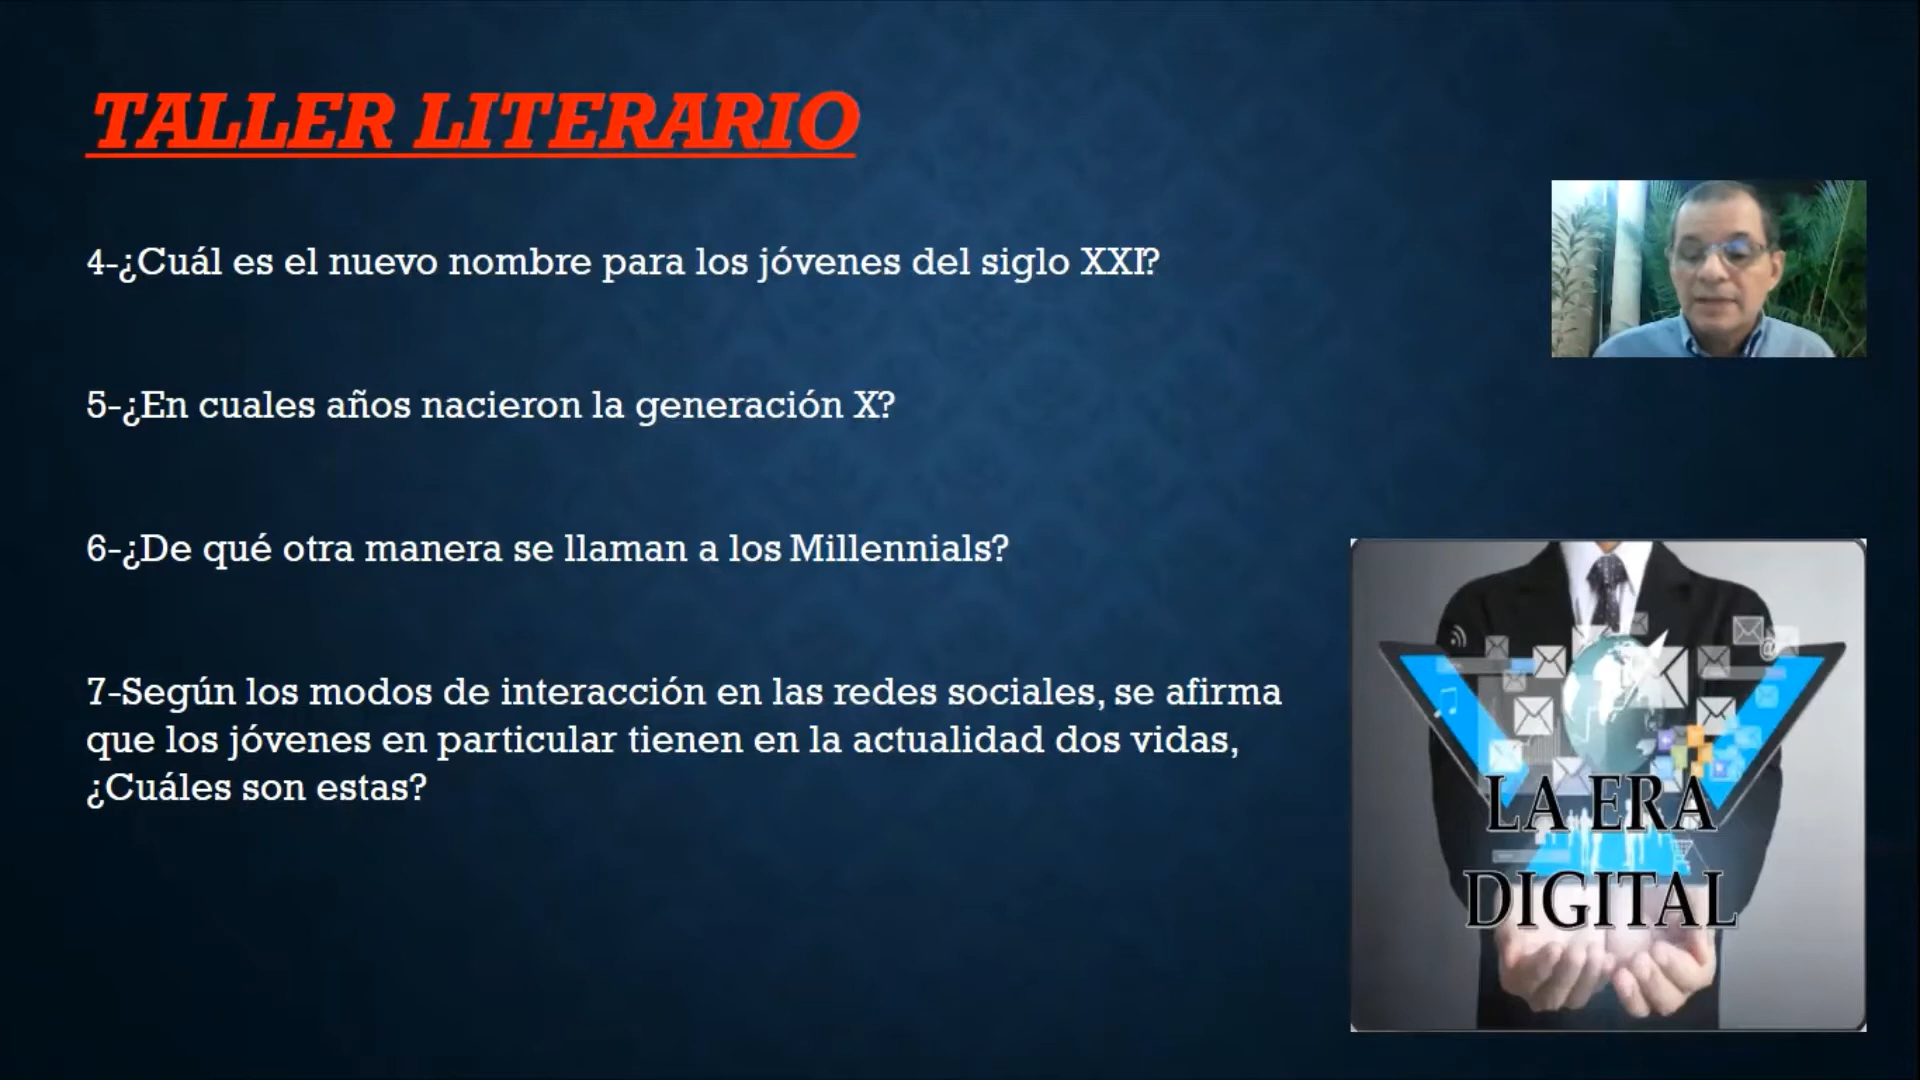 TALLER LITERARIO
4-¿Cuál es el nuevo nombre para los jóvenes del siglo XXI?
5-¿En cuales años nacieron la generación X?
6-¿De qué otra manera se llaman a los Millennials?
7-Según los modos de interacción en las redes sociales, se afirma
que los jóvenes en particular tienen en la actualidad dos vidas,
¿Cuáles son estas?
LA ERA
DIGITAL